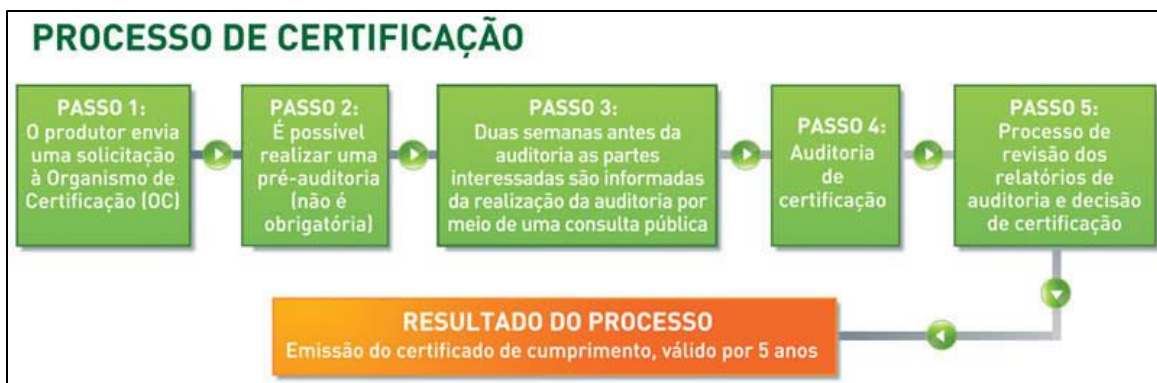 PROCESSO DE CERTIFICAÇÃO
PASSO 1:
O produtor envia
uma solicitação
à Organismo de
Certificação (OC)
PASSO 2:
É possível
realizar uma
pré-auditoria
(não é
obrigatória)
PASSO 3:
Duas semanas antes da
auditoria as partes
interessadas são informadas
da realização da auditoria por
meio de uma consulta pública
PASSO 4:
Auditoria
de
certificação
PASSO 5:
Processo de
revisão dos
relatórios de
auditoria e decisão
de certificação
RESULTADO DO PROCESSO
Emissão do certificado de cumprimento, válido por 5 anos